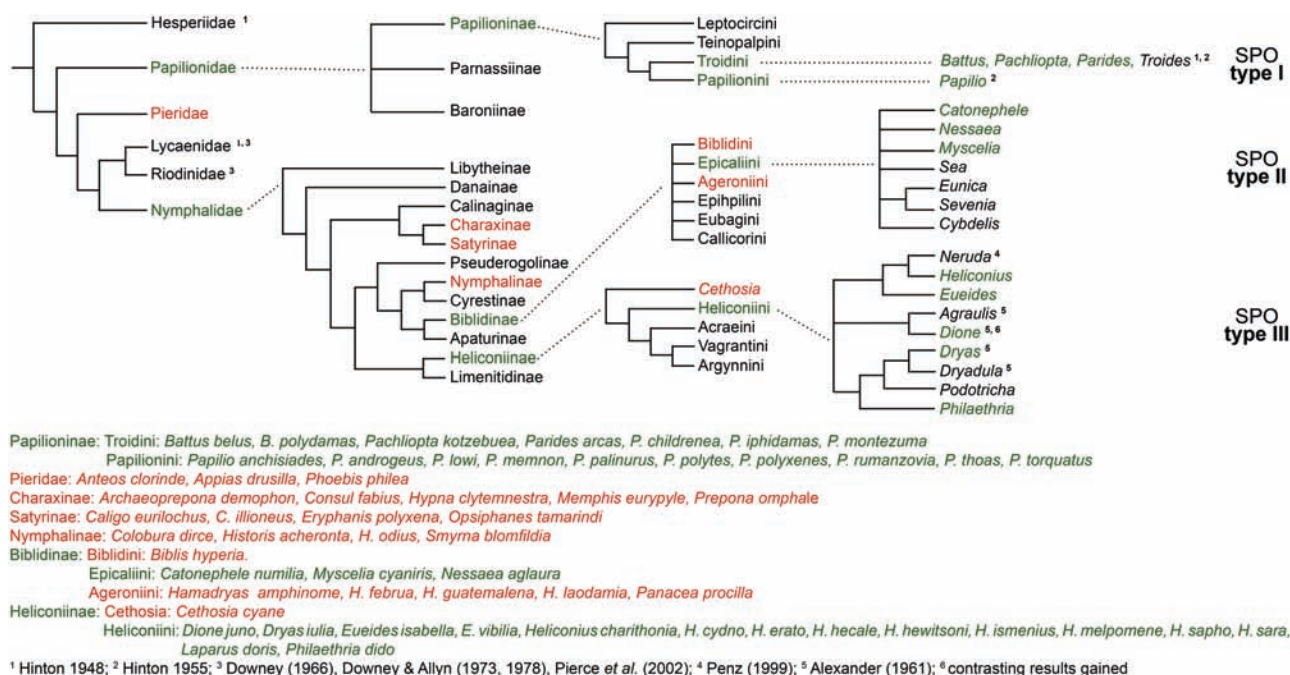 Hesperiidae ¹
Papilionidae
Pieridae
Lycaenidae ¹,³
Riodinidae ³
Nymphalidae
Papilioninae
Parnassiinae
Baroniinae
Leptocircini
Teinopalpini
Troidini
Papilionini
Battus, Pachliopta, Parides, Troides ¹,²
Papilio ²
SPO
type I
Libytheinae
Danainae
Calinaginae
Charaxinae
Satyrinae
Pseuderogolinae
Nymphalinae
Cyrestinae
Biblidinae
Apaturinae
Heliconiinae
Limenitidinae
Biblidini
Epicaliini
Ageroniini
Epihpilini
Eubagini
Callicorini
Catonephele
Nessaea
Myscelia
Sea
Eunica
Sevenia
Cybdelis
SPO
type II
Cethosia
Heliconiini
Acraeini
Vagrantini
Argynnini
Neruda ⁴
Heliconius
Eueides
Agraulis ⁵
Dione ⁵,⁶
Dryas ⁵
Dryadula ⁵
Podotricha
Philaethria
SPO
type III
Papilioninae: Troidini: Battus belus, B. polydamas, Pachliopta kotzebuea, Parides arcas, P. childrenea, P. iphidamas, P. montezuma
Papilionini: Papilio anchisiades, P. androgeus, P. lowi, P. memnon, P. palinurus, P. polytes, P. polyxenes, P. rumanzovia, P. thoas, P. torquatus
Pieridae: Anteos clorinde, Appias drusilla, Phoebis philea
Charaxinae: Archaeoprepona demophon, Consul fabius, Hypna clytemnestra, Memphis eurypyle, Prepona omphale
Satyrinae: Caligo eurilochus, C. illioneus, Eryphanis polyxena, Opsiphanes tamarindi
Nymphalinae: Colobura dirce, Historis acheronta, H. odius, Smyrna blomfildia
Biblidinae: Biblidini: Biblis hyperia.
Epicaliini: Catonephele numilia, Myscelia cyaniris, Nessaea aglaura
Ageroniini: Hamadryas amphinome, H. februa, H. guatemalena, H. laodamia, Panacea procilla
Heliconiinae: Cethosia: Cethosia cyane
Heliconiini: Dione juno, Dryas iulia, Eueides isabella, E. vibilia, Heliconius charithonia, H. cydno, H. erato, H. hecale, H. hewitsoni, H. ismenius, H. melpomene, H. sapho, H. sara,
Laparus doris, Philaethria dido
¹ Hinton 1948; ² Hinton 1955; ³ Downey (1966), Downey & Allyn (1973, 1978), Pierce et al. (2002); ⁴ Penz (1999); ⁵ Alexander (1961); ⁶ contrasting results gained